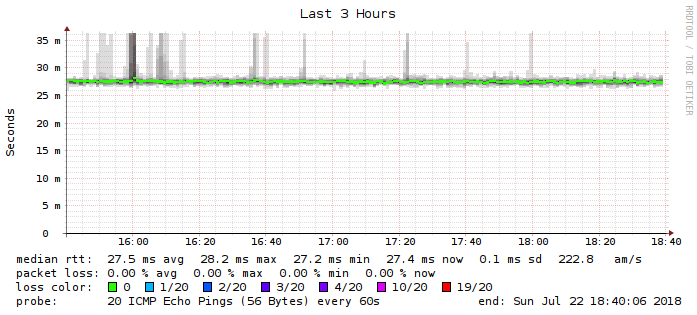 Last 3 Hours
RRDTOOL / TOBI OETIKER
Seconds
35 m
30 m
25 m
20 m
15 m
10 m
5 m
0
16:00 16:20 16:40 17:00 17:20 17:40 18:00 18:20 18:40
median rtt: 27.5 ms avg 28.2 ms max 27.2 ms min 27.4 ms now 0.1 ms sd 222.8 am/s
packet loss: 0.00 % avg 0.00 % max 0.00 % min 0.00 % now
loss color: 0 1/20 2/20 3/20 4/20 10/20 19/20
probe: 20 ICMP Echo Pings (56 Bytes) every 60s end: Sun Jul 22 18:40:06 2018